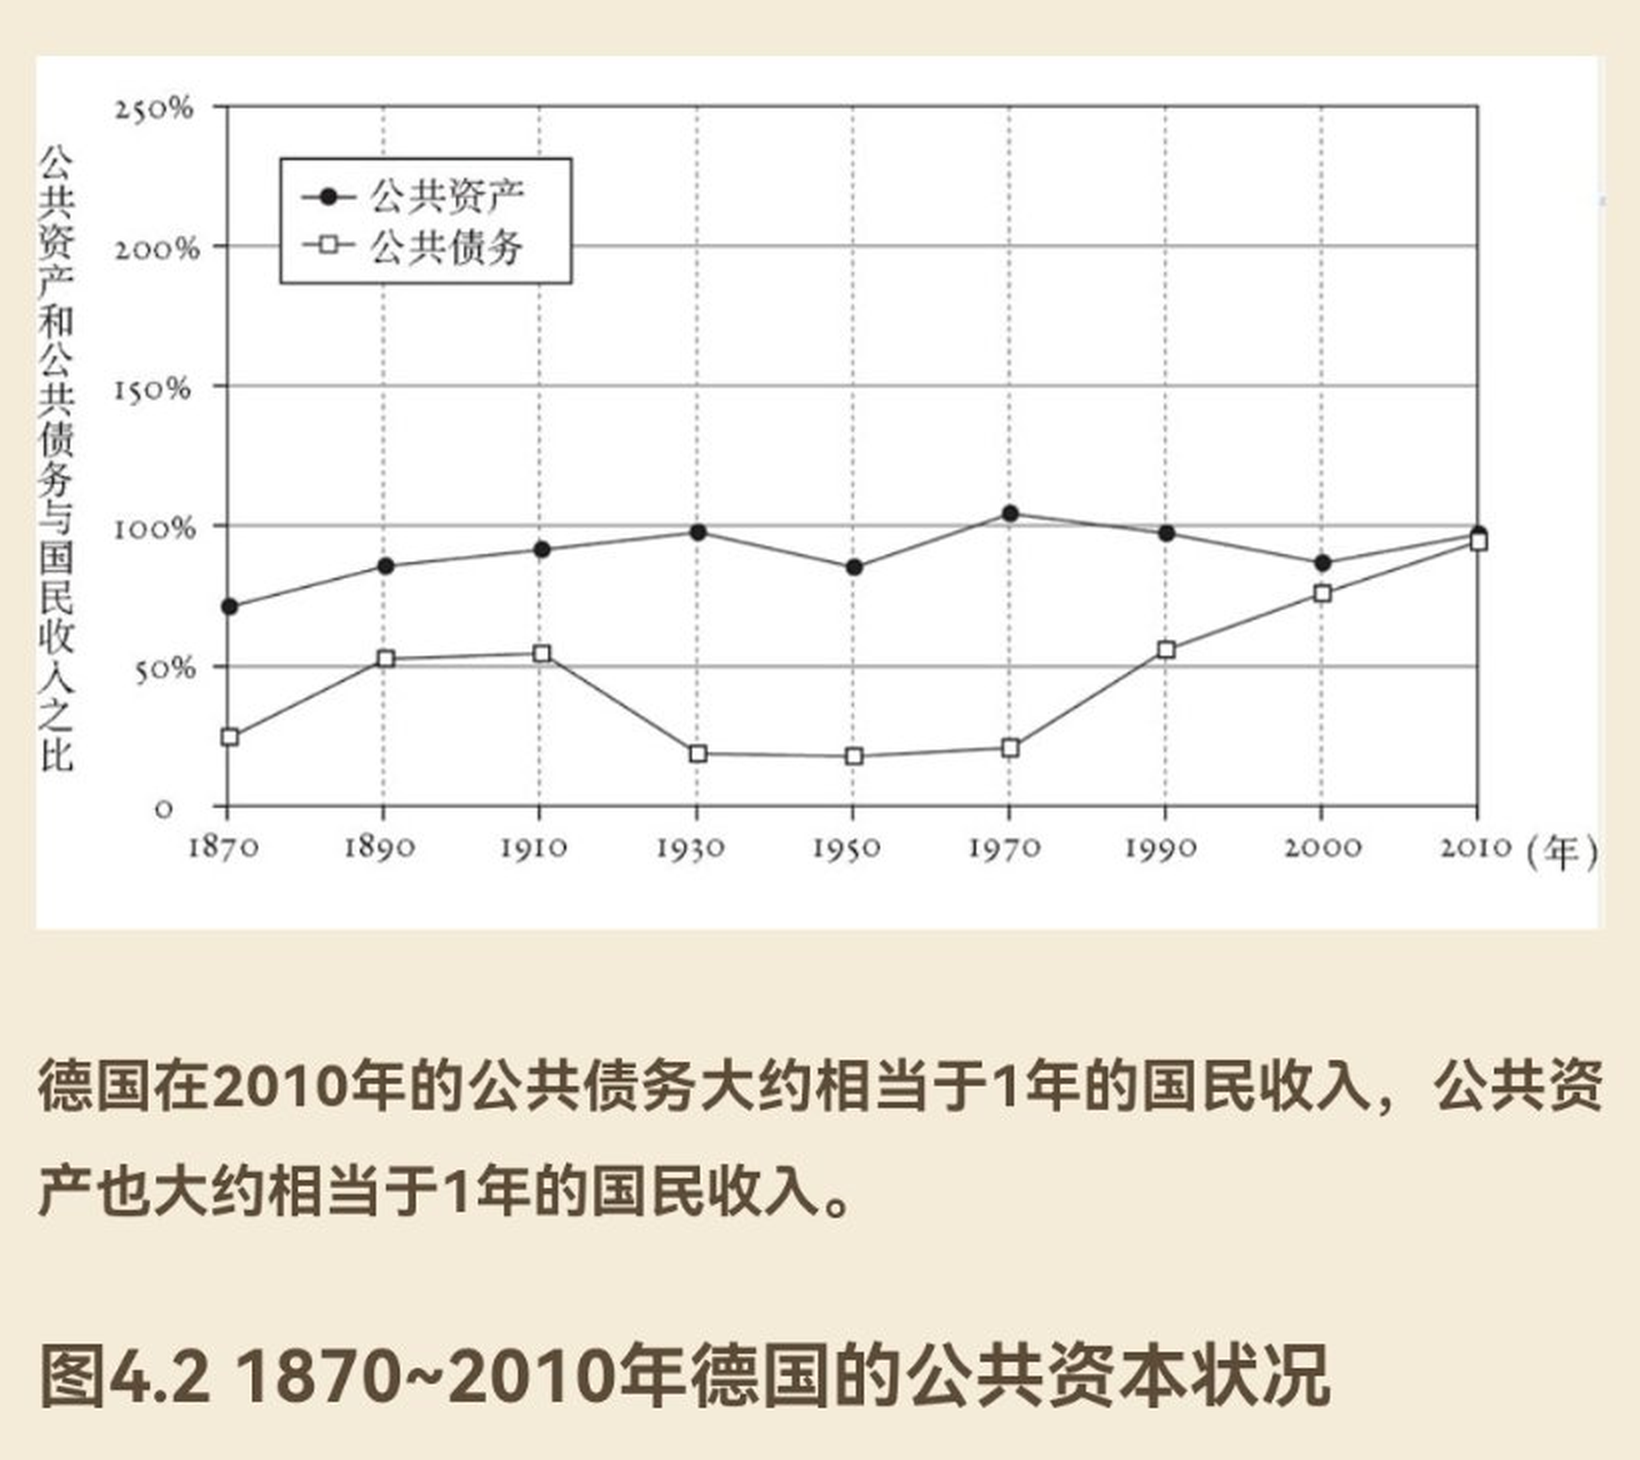 公共资产和公共债务与国民收入之比
250%
公共资产
公共债务
200%
150%
100%
50%
0
1870 1890 1910 1930 1950 1970 1990 2000 2010 (年)
德国在2010年的公共债务大约相当于1年的国民收入，公共资
产也大约相当于1年的国民收入。
图4.2 1870~2010年德国的公共资本状况